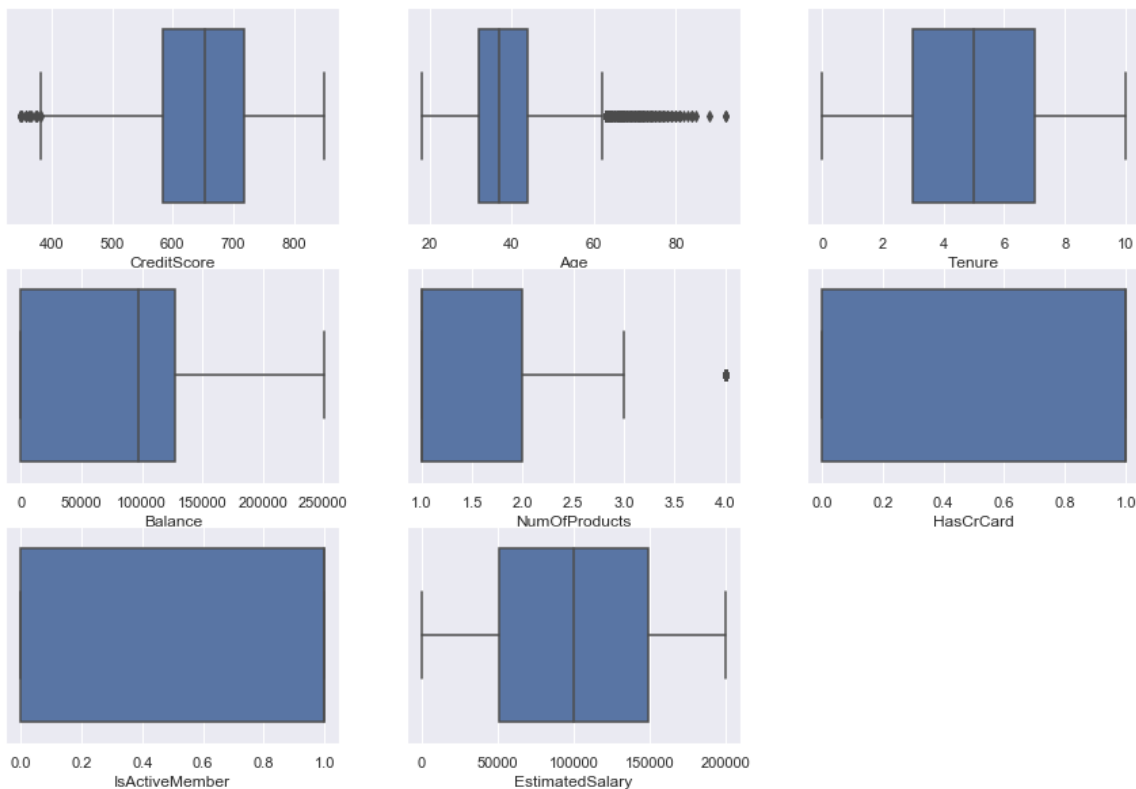 400 500 600 700 800
CreditScore
20 40 60 80
Age
0 2 4 6 8 10
Tenure
0 50000 100000 150000 200000 250000
Balance
1.0 1.5 2.0 2.5 3.0 3.5 4.0
NumOfProducts
0.0 0.2 0.4 0.6 0.8 1.0
HasCrCard
0.0 0.2 0.4 0.6 0.8 1.0
IsActiveMember
0 50000 100000 150000 200000
EstimatedSalary